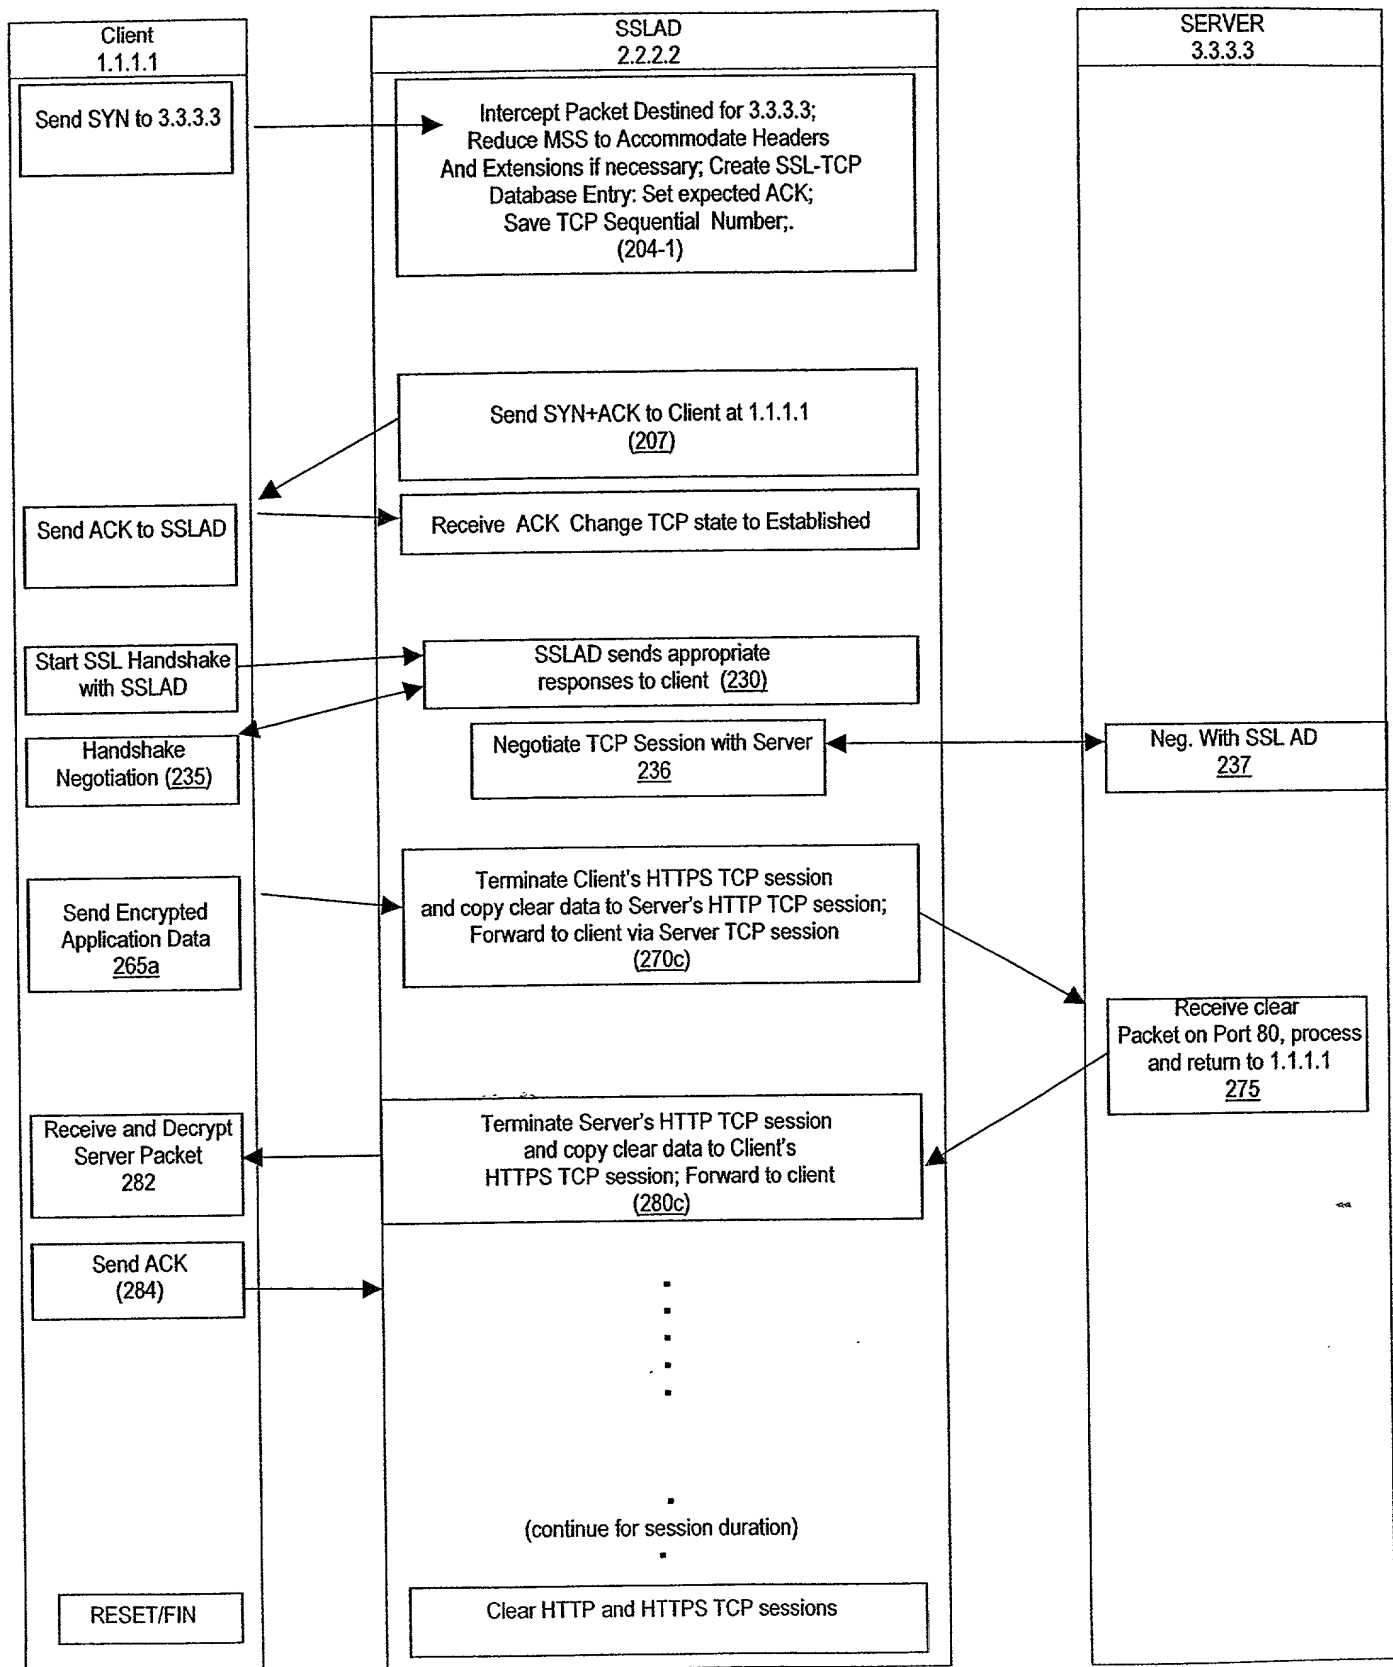 Client
1.1.1.1
SSLAD
2.2.2.2
SERVER
3.3.3.3
Send SYN to 3.3.3.3
Intercept Packet Destined for 3.3.3.3;
Reduce MSS to Accommodate Headers
And Extensions if necessary; Create SSL-TCP
Database Entry: Set expected ACK;
Save TCP Sequential Number;.
(204-1)
Send SYN+ACK to Client at 1.1.1.1
(207)
Send ACK to SSLAD
Receive ACK Change TCP state to Established
Start SSL Handshake
with SSLAD
SSLAD sends appropriate
responses to client (230)
Handshake
Negotiation (235)
Negotiate TCP Session with Server
236
Neg. With SSL AD
237
Send Encrypted
Application Data
265a
Terminate Client's HTTPS TCP session
and copy clear data to Server's HTTP TCP session;
Forward to client via Server TCP session
(270c)
Receive clear
Packet on Port 80, process
and return to 1.1.1.1
275
Receive and Decrypt
Server Packet
282
Terminate Server's HTTP TCP session
and copy clear data to Client's
HTTPS TCP session; Forward to client
(280c)
Send ACK
(284)
(continue for session duration)
RESET/FIN
Clear HTTP and HTTPS TCP sessions